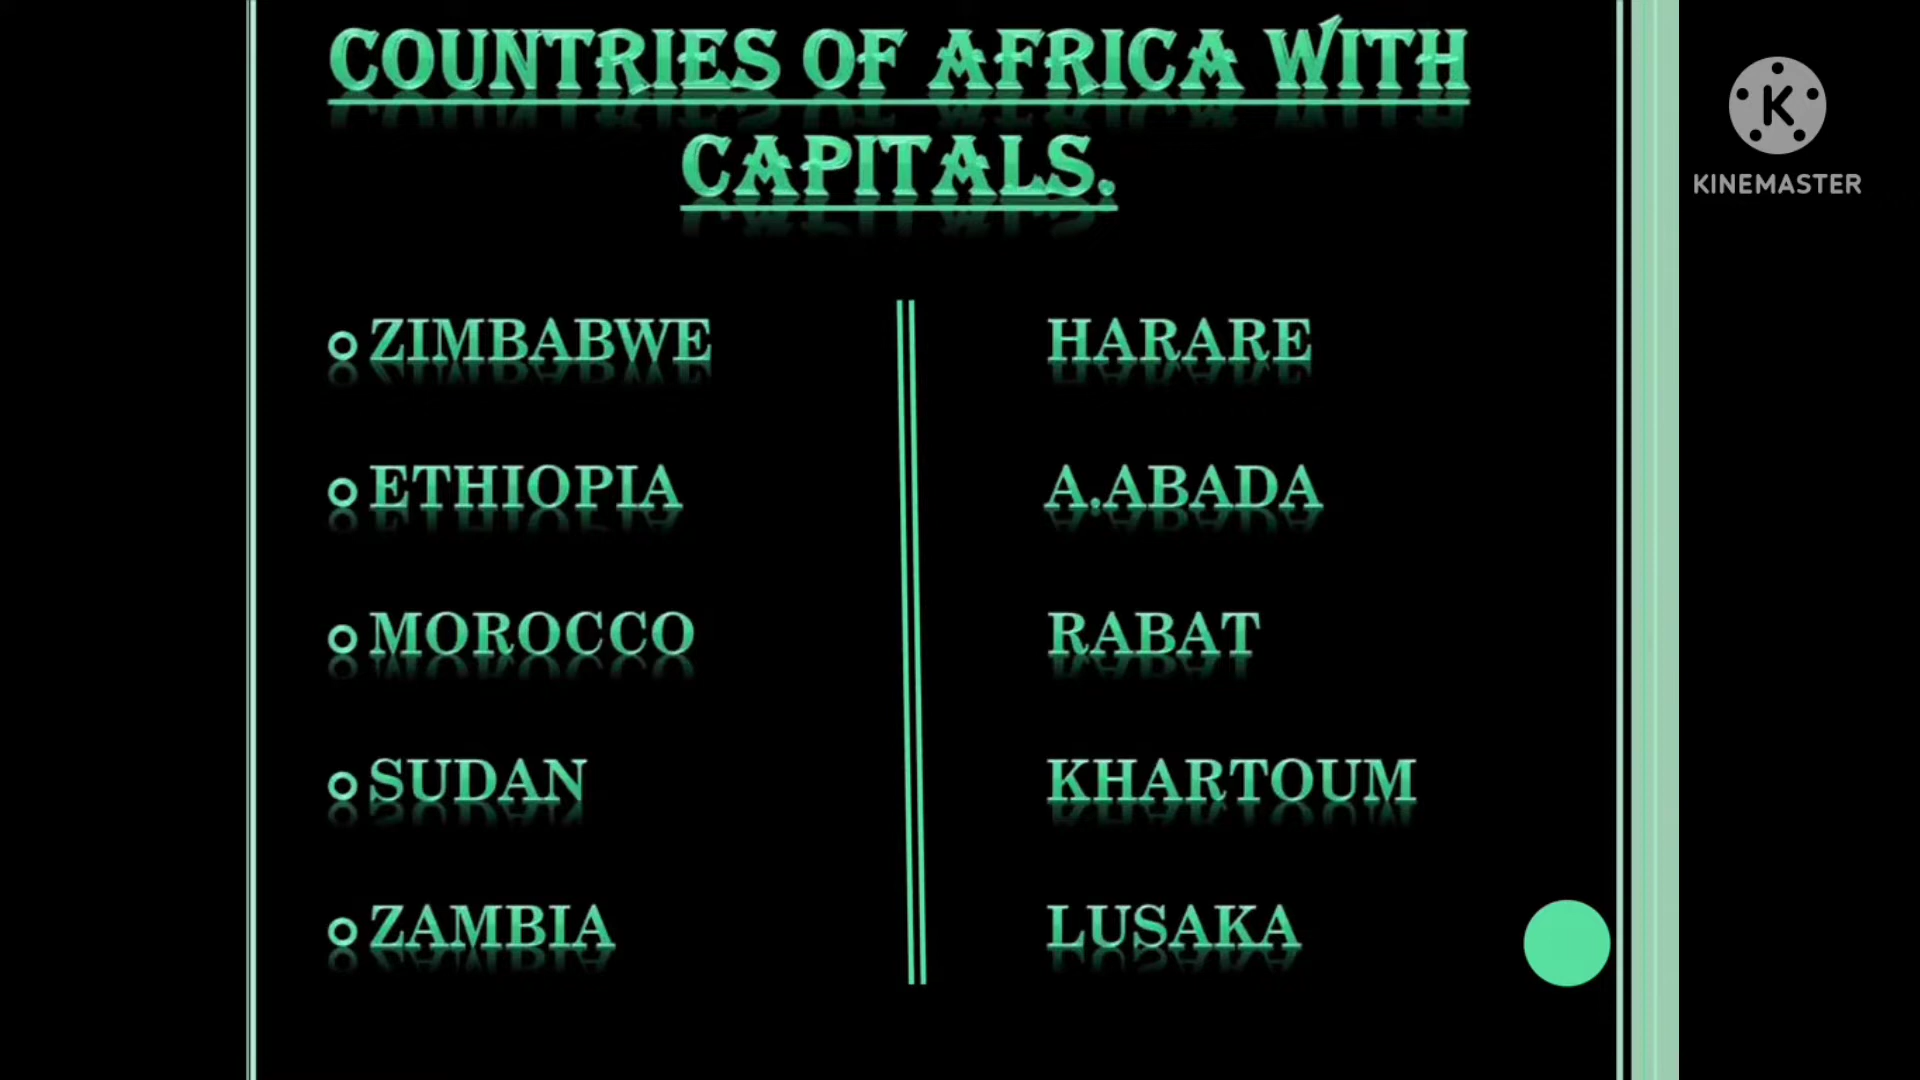 COUNTRIES OF AFRICA WITH
CAPITALS.
KINEMASTER
ZIMBABWE HARARE
ETHIOPIA A.ABADA
MOROCCO RABAT
SUDAN KHARTOUM
ZAMBIA LUSAKA